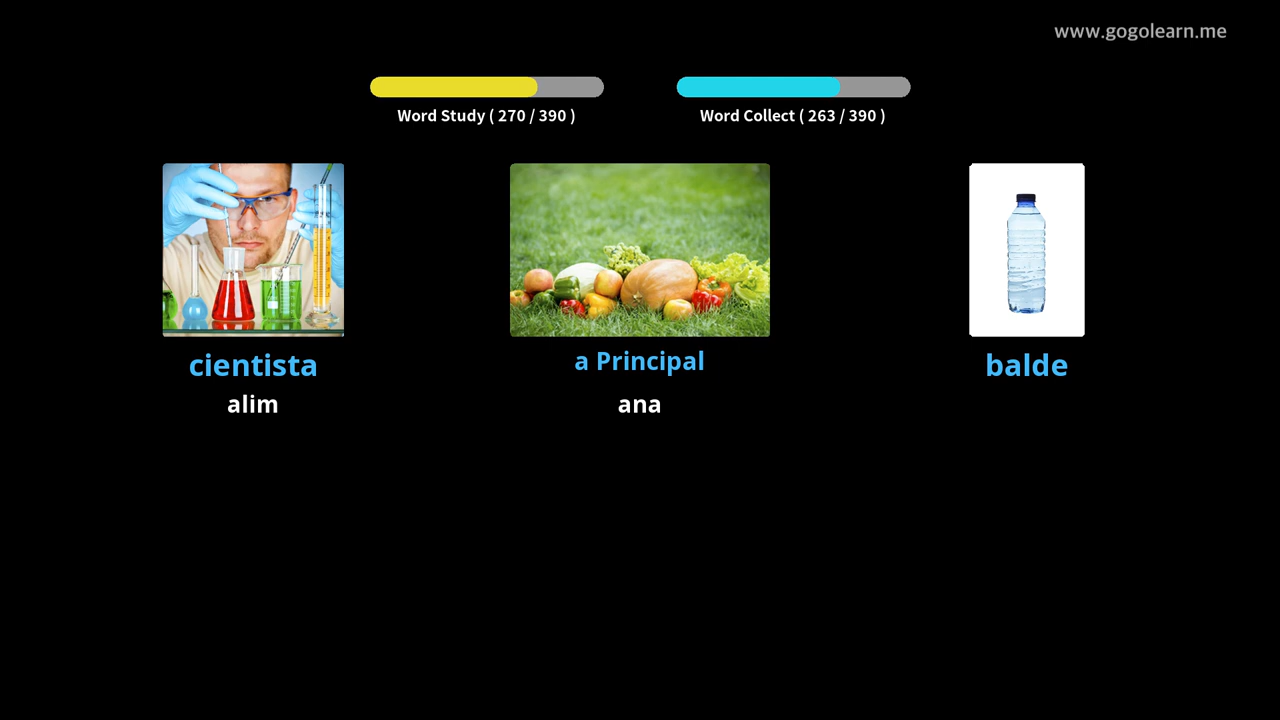 www.gogolearn.me
Word Study ( 270 / 390 )
Word Collect ( 263 / 390 )
cientista
a Principal
balde
alim
ana